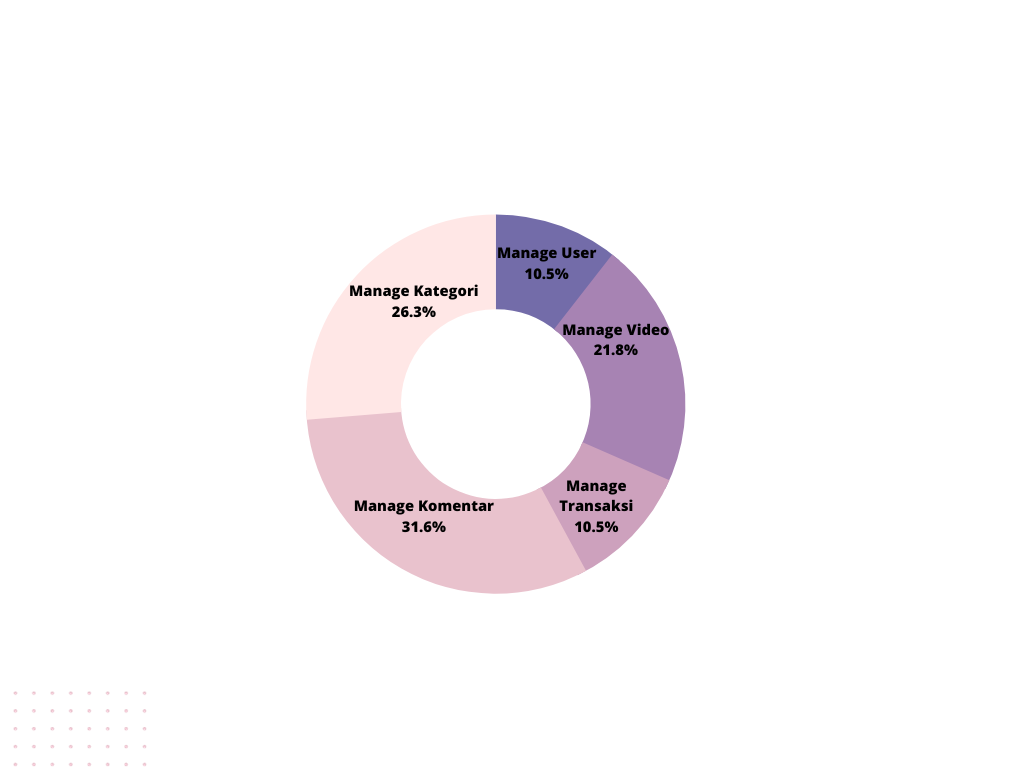 Manage User
10.5%
Manage Video
21.8%
Manage
Transaksi
10.5%
Manage Komentar
31.6%
Manage Kategori
26.3%